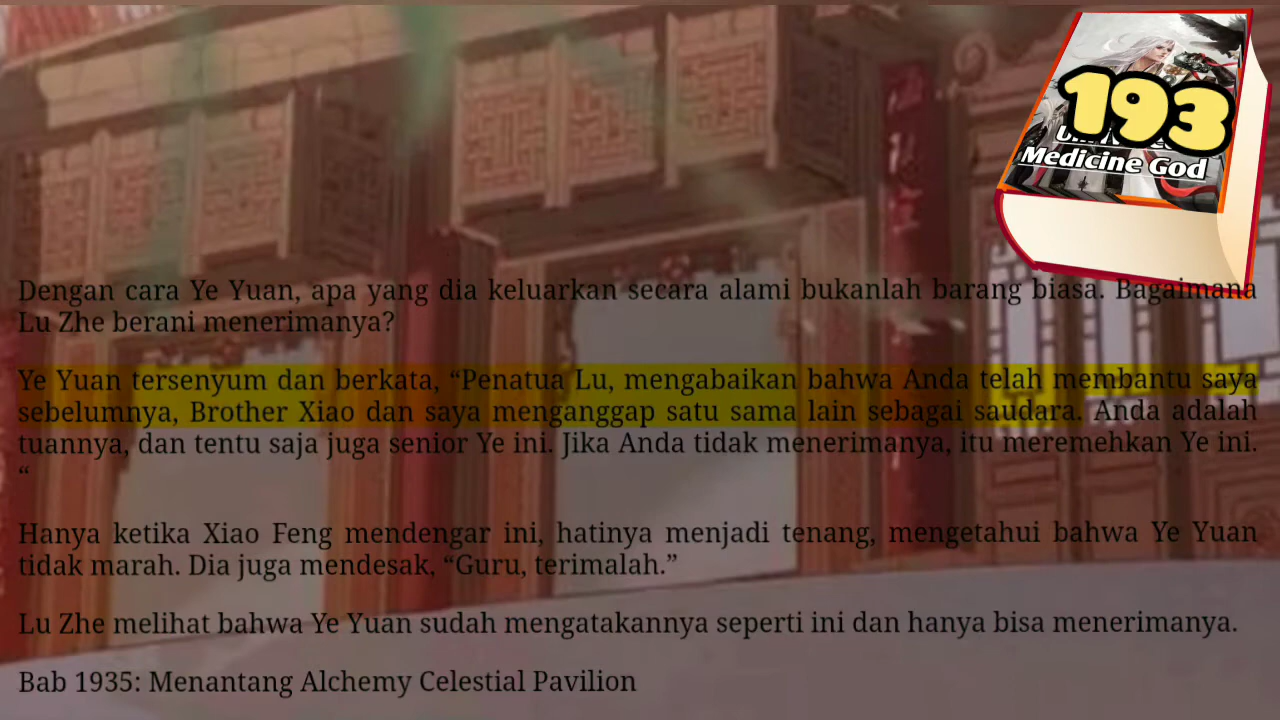 193
Medicine God
Dengan cara Ye Yuan, apa yang dia keluarkan secara alami bukanlah barang biasa. Bagaimana
Lu Zhe berani menerimanya?
Ye Yuan tersenyum dan berkata, “Penatua Lu, mengabaikan bahwa Anda telah membantu saya
sebelumnya, Brother Xiao dan saya menganggap satu sama lain sebagai saudara. Anda adalah
tuannya, dan tentu saja juga senior Ye ini. Jika Anda tidak menerimanya, itu meremehkan Ye ini.
“
Hanya ketika Xiao Feng mendengar ini, hatinya menjadi tenang, mengetahui bahwa Ye Yuan
tidak marah. Dia juga mendesak, “Guru, terimalah.”
Lu Zhe melihat bahwa Ye Yuan sudah mengatakannya seperti ini dan hanya bisa menerimanya.
Bab 1935: Menantang Alchemy Celestial Pavilion